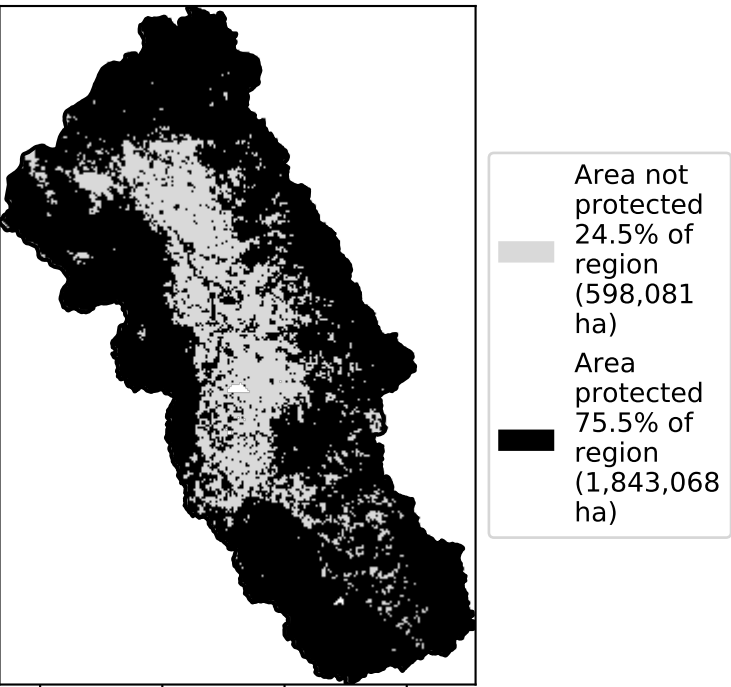 Area not
protected
24.5% of
region
(598,081
ha)
Area
protected
75.5% of
region
(1,843,068
ha)